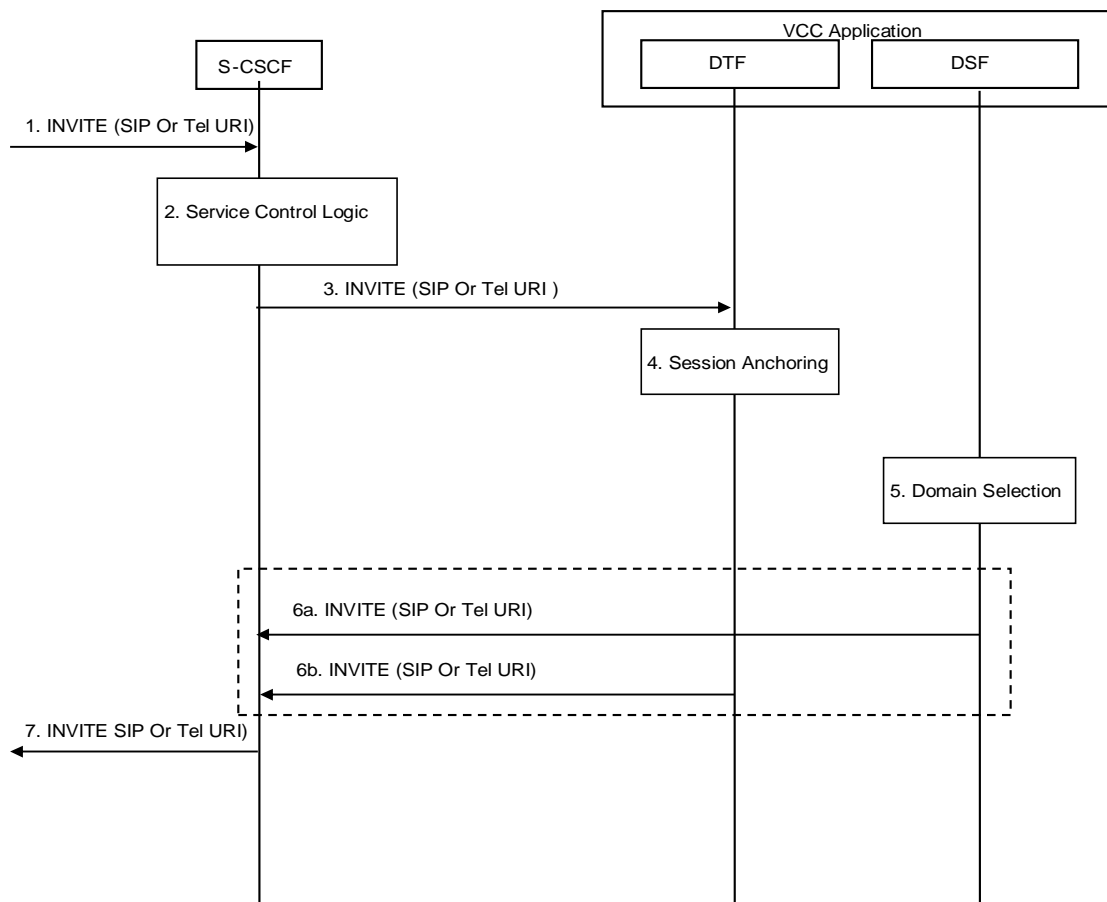 VCC Application
S-CSCF
DTF
DSF
1. INVITE (SIP Or Tel URI)
2. Service Control Logic
3. INVITE (SIP Or Tel URI )
4. Session Anchoring
5. Domain Selection
6a. INVITE (SIP Or Tel URI)
6b. INVITE (SIP Or Tel URI)
7. INVITE SIP Or Tel URI)